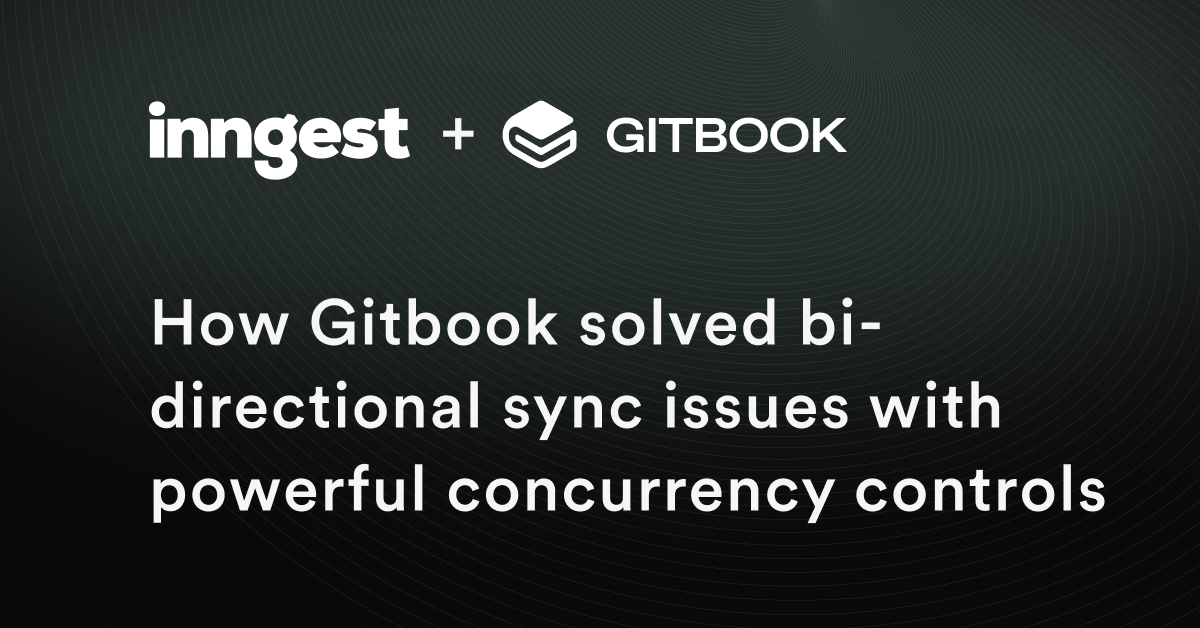 inngest + GITBOOK
How Gitbook solved bi-
directional sync issues with
powerful concurrency controls